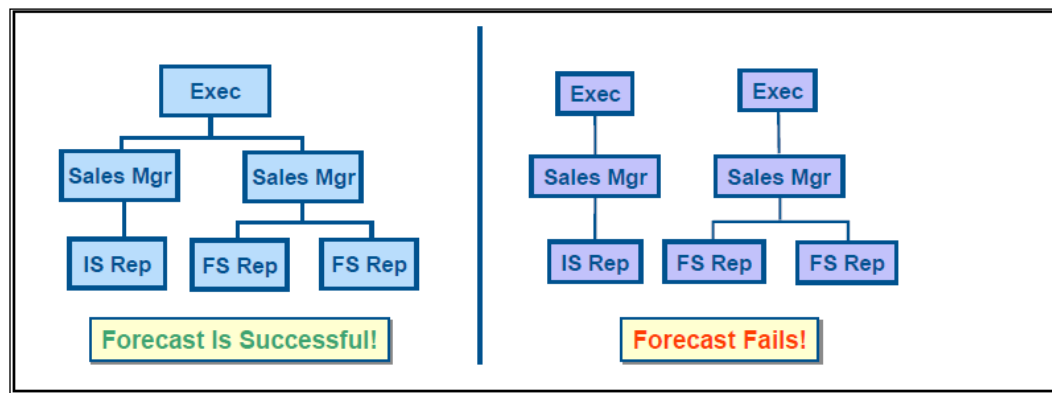 Exec
Sales Mgr
Sales Mgr
IS Rep
FS Rep
FS Rep
Forecast Is Successful!
Exec
Exec
Sales Mgr
Sales Mgr
IS Rep
FS Rep
FS Rep
Forecast Fails!